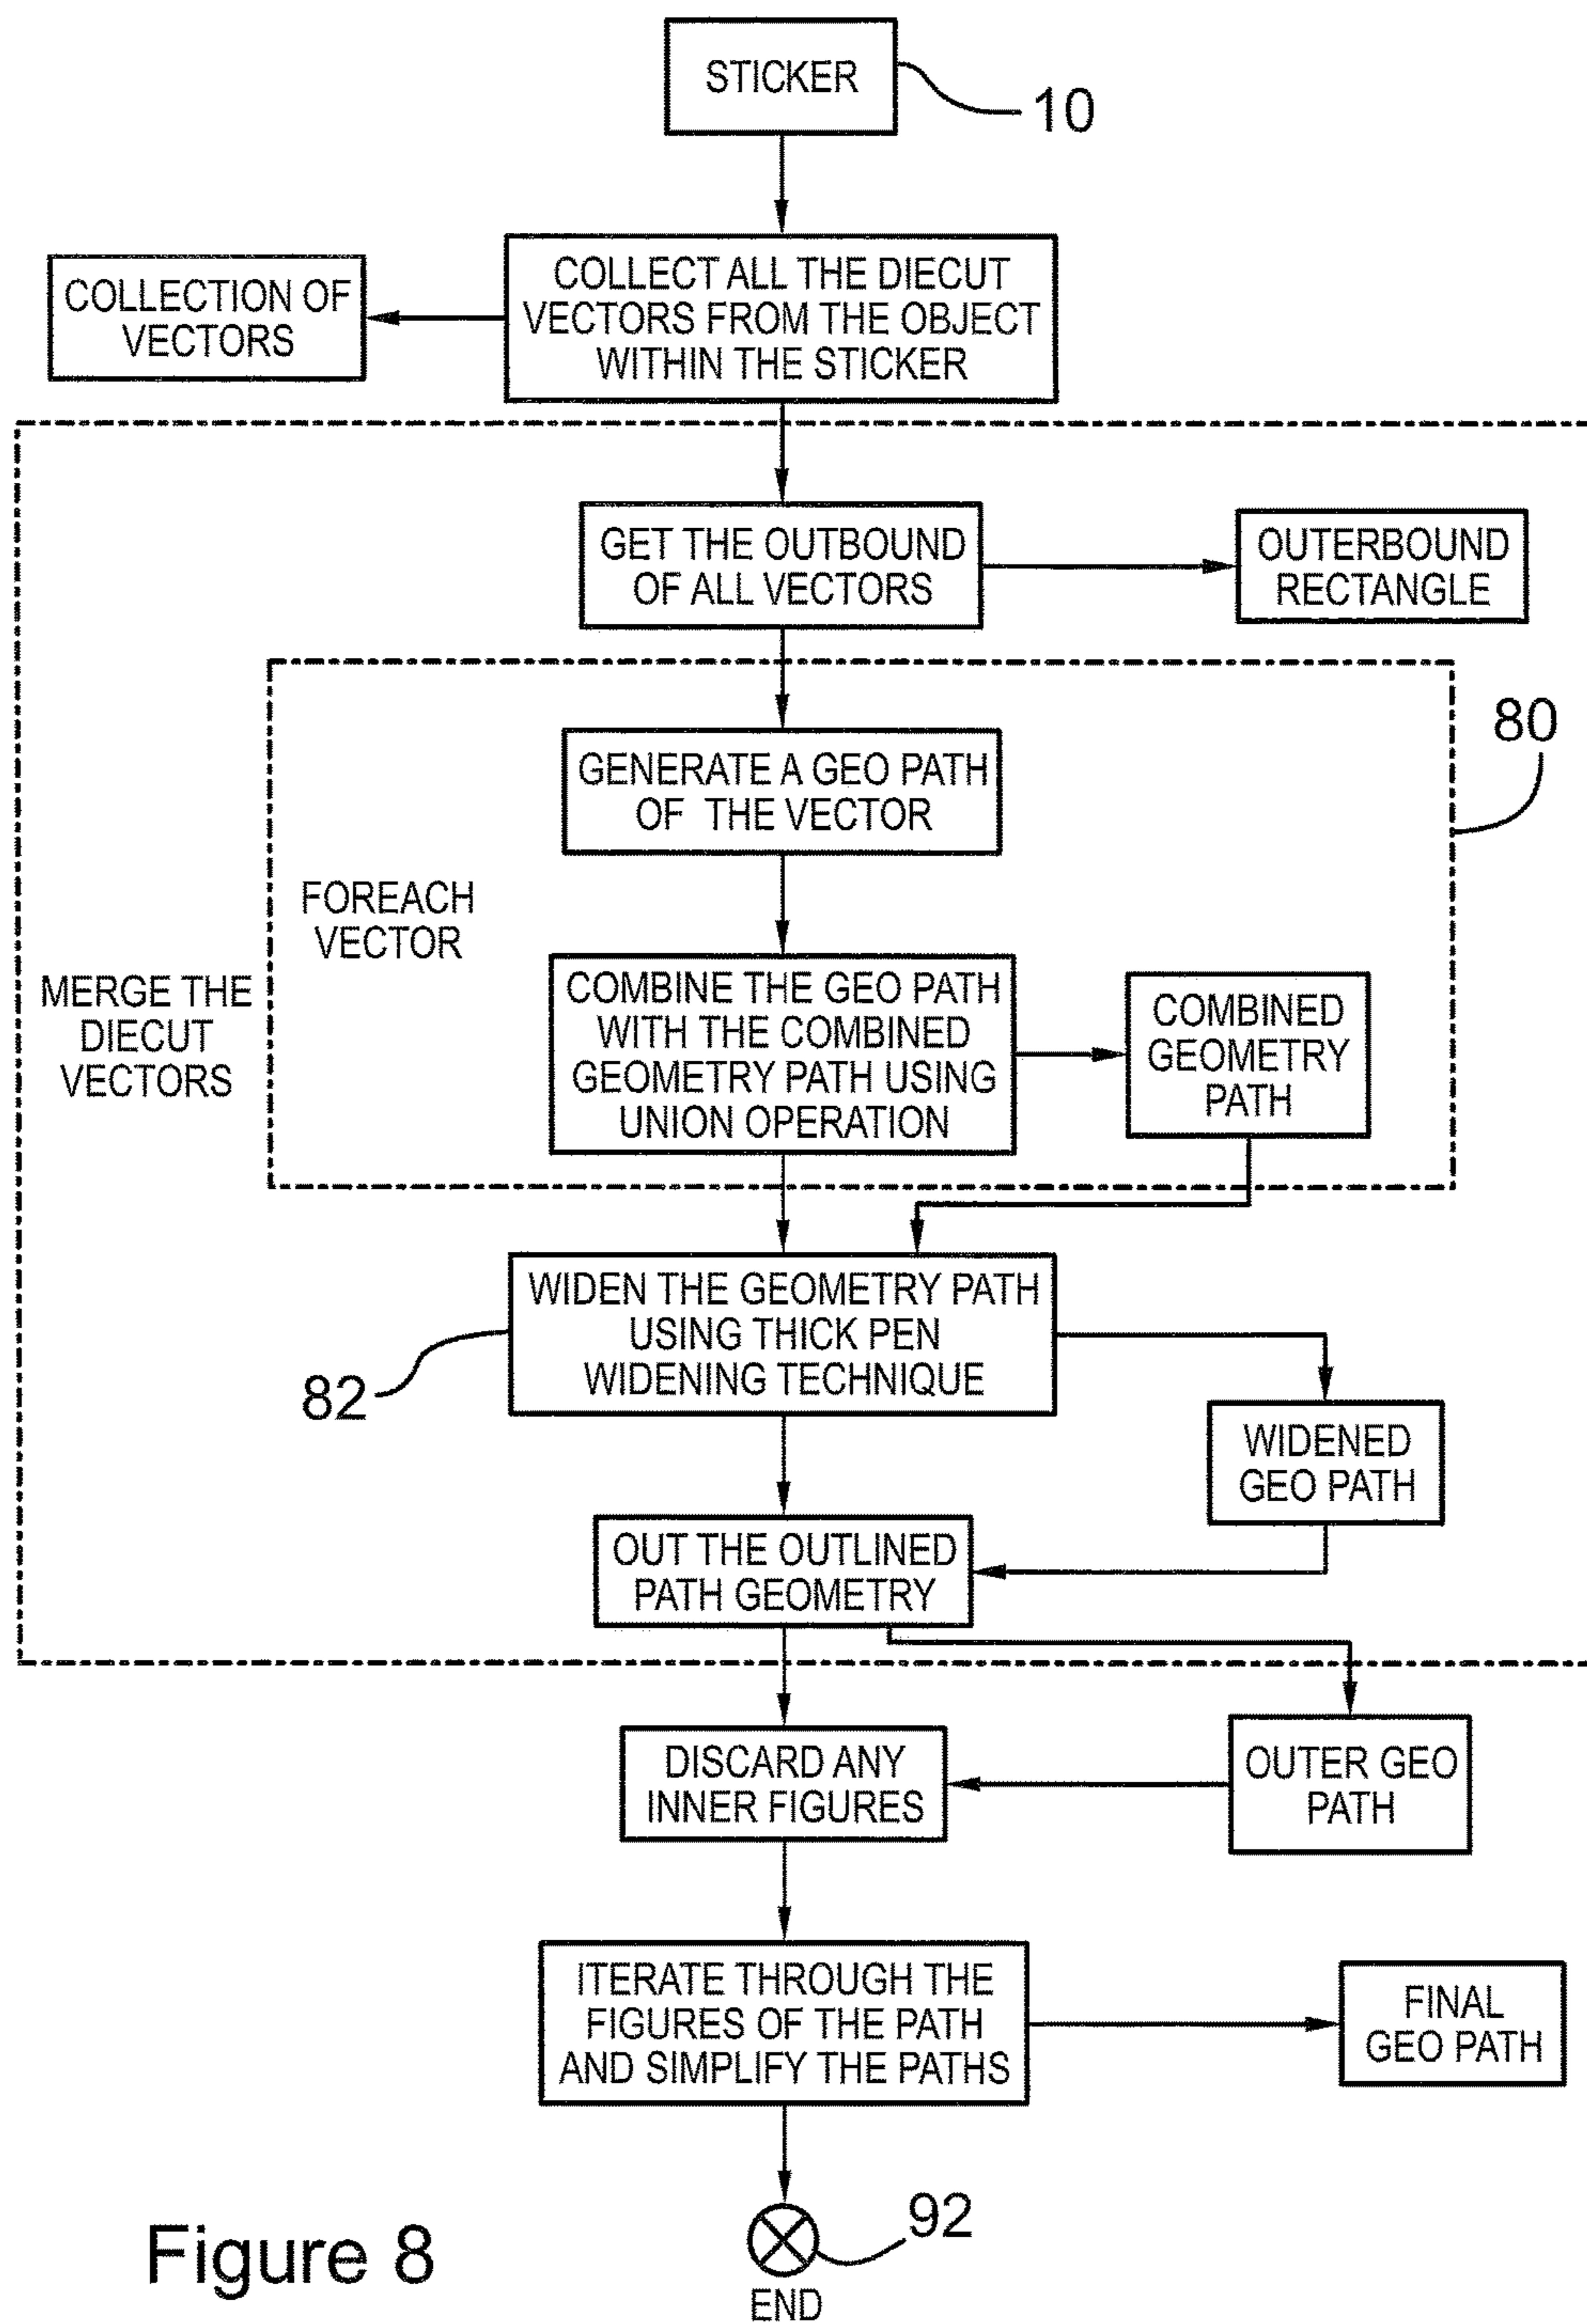 STICKER
10
COLLECT ALL THE DIECUT
VECTORS FROM THE OBJECT
WITHIN THE STICKER
COLLECTION OF
VECTORS
GET THE OUTBOUND
OF ALL VECTORS
OUTERBOUND
RECTANGLE
80
GENERATE A GEO PATH
OF THE VECTOR
FOREACH
VECTOR
MERGE THE
DIECUT
VECTORS
COMBINE THE GEO PATH
WITH THE COMBINED
GEOMETRY PATH USING
UNION OPERATION
COMBINED
GEOMETRY
PATH
WIDEN THE GEOMETRY PATH
USING THICK PEN
WIDENING TECHNIQUE
82
WIDENED
GEO PATH
OUT THE OUTLINED
PATH GEOMETRY
DISCARD ANY
INNER FIGURES
OUTER GEO
PATH
ITERATE THROUGH THE
FIGURES OF THE PATH
AND SIMPLIFY THE PATHS
FINAL
GEO PATH
92
END
Figure 8